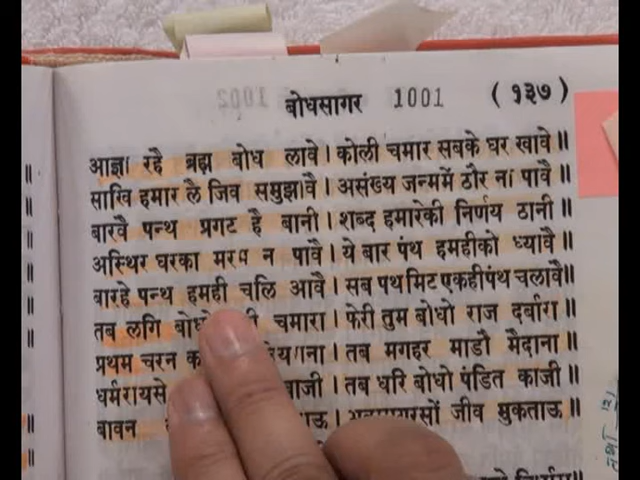 बोधसागर 1001 (१३७)
आज्ञा रहै ब्रह्म बोध लावे। कोली चमार सबके घर खावे॥
साखि हमार लै जिव समुझावै। असंख्य जन्ममें ठौर ना पावै॥
बारवै पन्थ प्रगट है बानी। शब्द हमारेकी निर्णय ठानी॥
अस्थिर घरका मरम न पावै। ये बार पंथ हमहीको ध्यावै॥
बारहे पन्थ हमही चलि आवै। सब पथ मिट एकहीपंथ चलावै॥
तब लगि चमारा। फेरी तुम बोधो राज दर्बारा॥
प्रथम चरन तब मगहर माडौ मैदाना॥
धर्मरायसे बाजी। तब धरि बोधो पंडित काजी॥
बावन जीव मुकताऊ॥